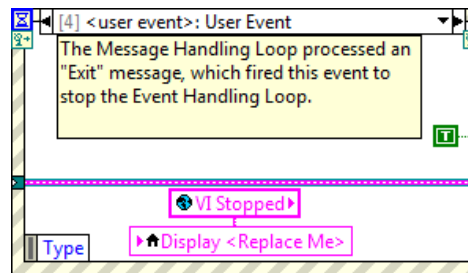 [4] <user event>: User Event
The Message Handling Loop processed an
"Exit" message, which fired this event to
stop the Event Handling Loop.
T
VI Stopped
Display <Replace Me>
Type